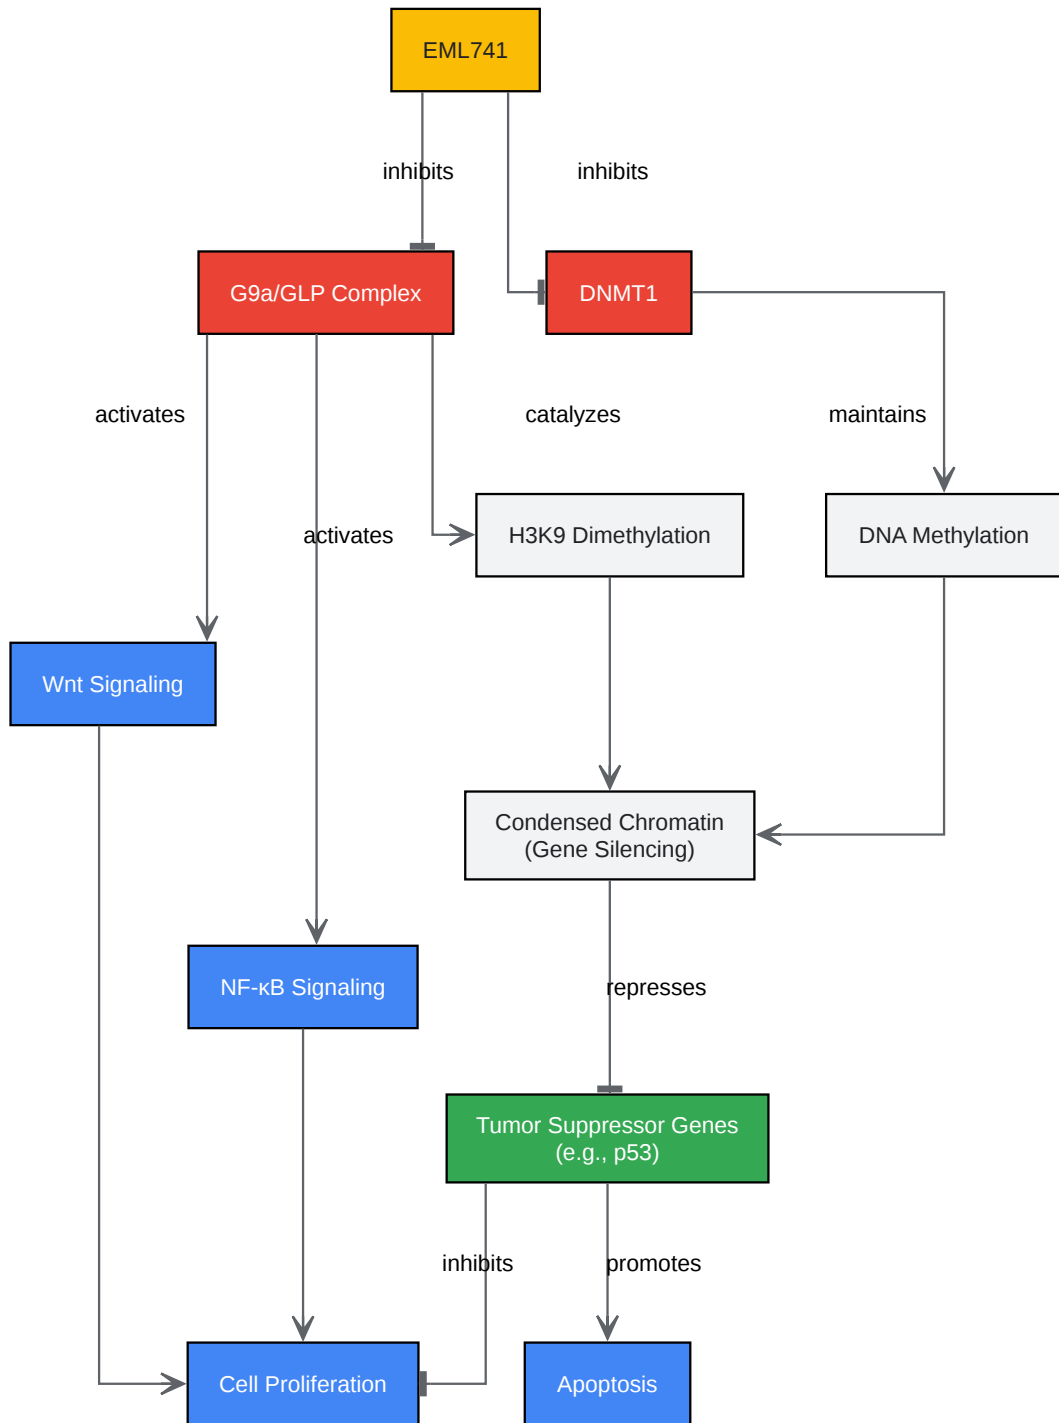 EML741
inhibits
inhibits
G9a/GLP Complex
DNMT1
activates
catalyzes
maintains
activates
H3K9 Dimethylation
DNA Methylation
Wnt Signaling
Condensed Chromatin
(Gene Silencing)
NF-κB Signaling
represses
Tumor Suppressor Genes
(e.g., p53)
inhibits
promotes
Cell Proliferation
Apoptosis